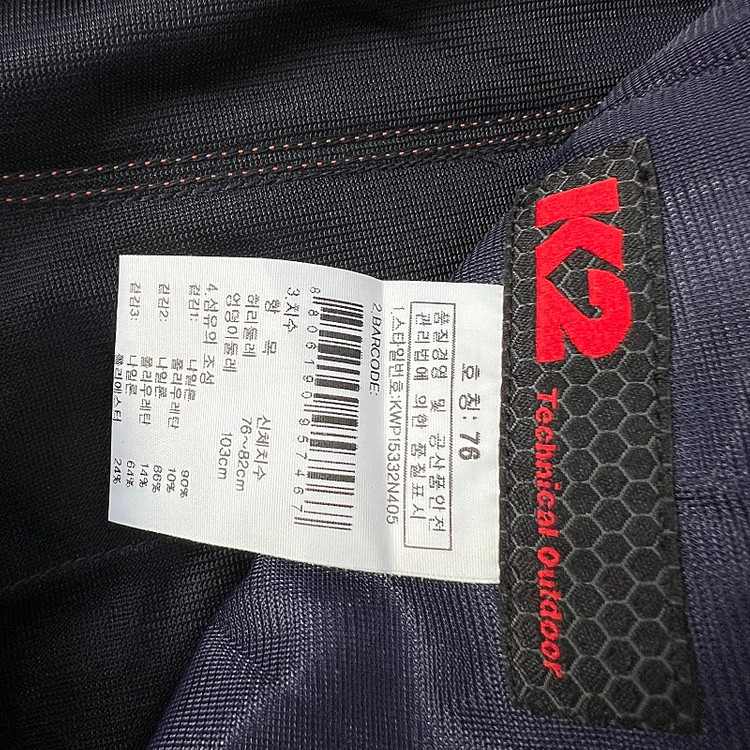 K2
Technical Outdoor
호 칭: 76
품질경영 및 공산품안전
관리법에 의한 품질표시
1.스타일번호:KWP15332N405
2.BARCODE:
8 806190 957467
3.치수
항 목 신체치수
허리둘레 76~82cm
엉덩이둘레 103cm
4.섬유의 조성
겉감1: 나일론 90%
폴리우레탄 10%
겉감2: 나일론 86%
폴리우레탄 14%
겉감3: 나일론 64%
폴리에스터 24%